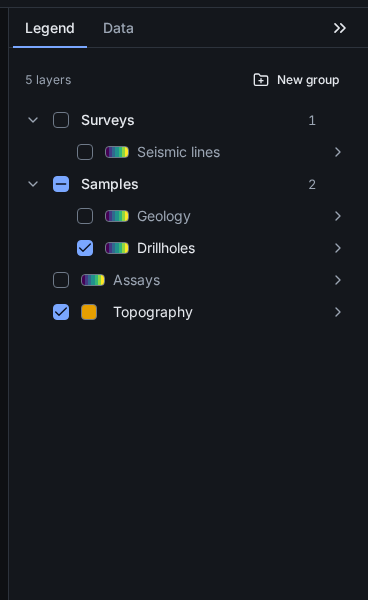 Legend Data
5 layers New group
Surveys 1
Seismic lines
Samples 2
Geology
Drillholes
Assays
Topography